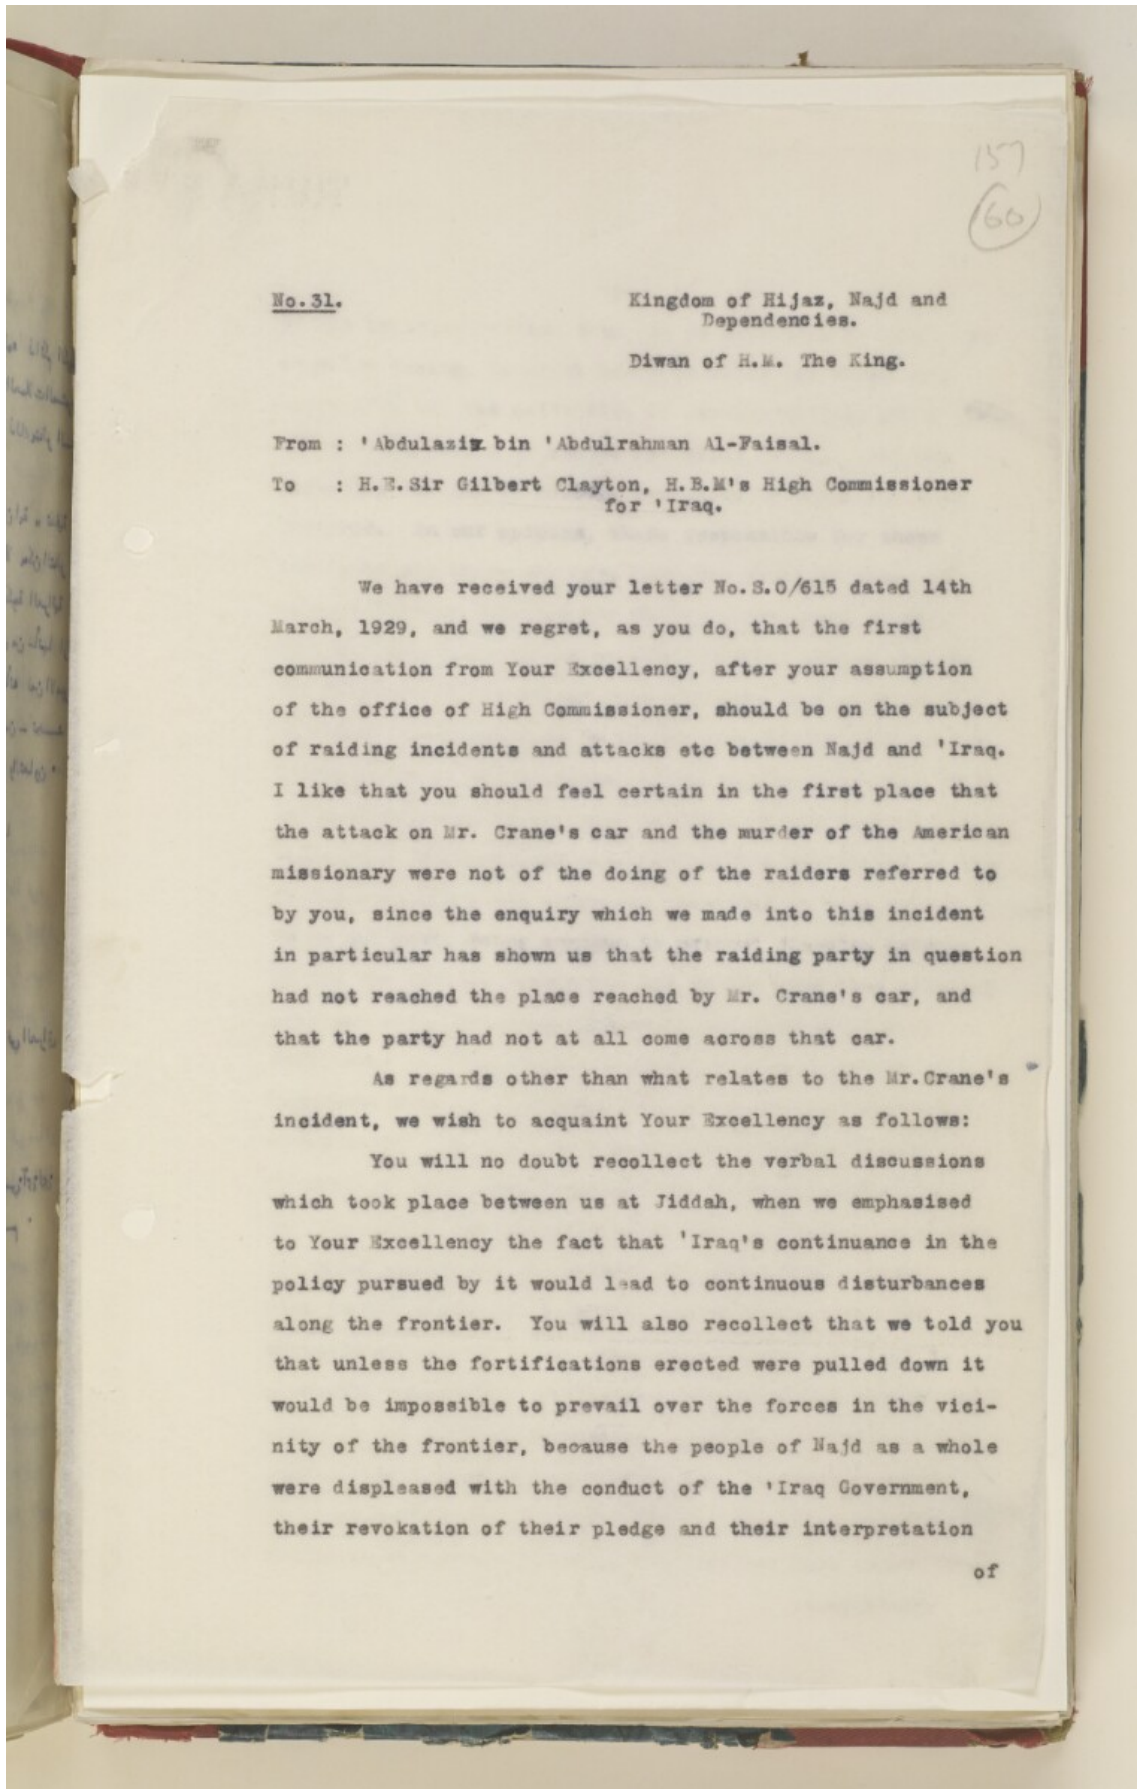 157
60
No.31.
Kingdom of Hijaz, Najd and
Dependencies.
Diwan of H.M. The King.
From : 'Abdulaziz bin 'Abdulrahman Al-Faisal.
To : H.E.Sir Gilbert Clayton, H.B.M's High Commissioner
for 'Iraq.
We have received your letter No.S.O/615 dated 14th
March, 1929, and we regret, as you do, that the first
communication from Your Excellency, after your assumption
of the office of High Commissioner, should be on the subject
of raiding incidents and attacks etc between Najd and 'Iraq.
I like that you should feel certain in the first place that
the attack on Mr. Crane's car and the murder of the American
missionary were not of the doing of the raiders referred to
by you, since the enquiry which we made into this incident
in particular has shown us that the raiding party in question
had not reached the place reached by Mr. Crane's car, and
that the party had not at all come across that car.
As regards other than what relates to the Mr.Crane's
incident, we wish to acquaint Your Excellency as follows:
You will no doubt recollect the verbal discussions
which took place between us at Jiddah, when we emphasised
to Your Excellency the fact that 'Iraq's continuance in the
policy pursued by it would lead to continuous disturbances
along the frontier. You will also recollect that we told you
that unless the fortifications erected were pulled down it
would be impossible to prevail over the forces in the vici-
nity of the frontier, because the people of Najd as a whole
were displeased with the conduct of the 'Iraq Government,
their revokation of their pledge and their interpretation
of